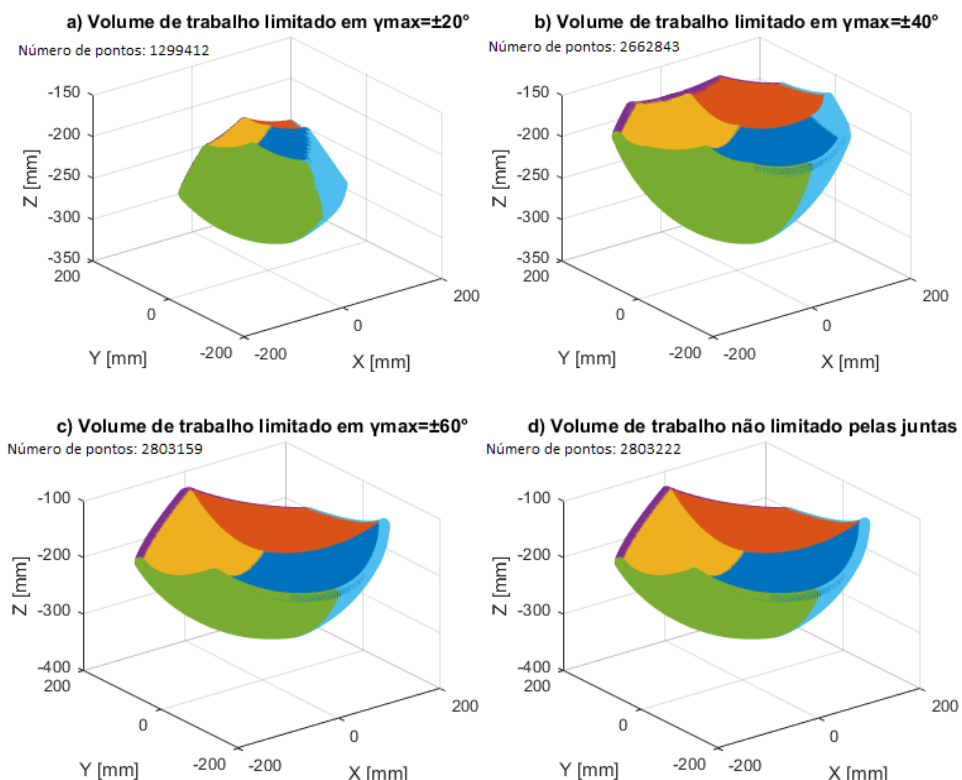 a) Volume de trabalho limitado em γmax=±20°
Número de pontos: 1299412
-150
-200
-250
-300
-350
Z [mm]
200
0
-200
Y [mm]
-200
0
200
X [mm]
b) Volume de trabalho limitado em γmax=±40°
Número de pontos: 2662843
-150
-200
-250
-300
-350
Z [mm]
200
0
-200
Y [mm]
-200
0
200
X [mm]
c) Volume de trabalho limitado em γmax=±60°
Número de pontos: 2803159
-100
-200
-300
-400
Z [mm]
200
0
-200
Y [mm]
-200
0
200
X [mm]
d) Volume de trabalho não limitado pelas juntas
Número de pontos: 2803222
-100
-200
-300
-400
Z [mm]
200
0
-200
Y [mm]
-200
0
200
X [mm]